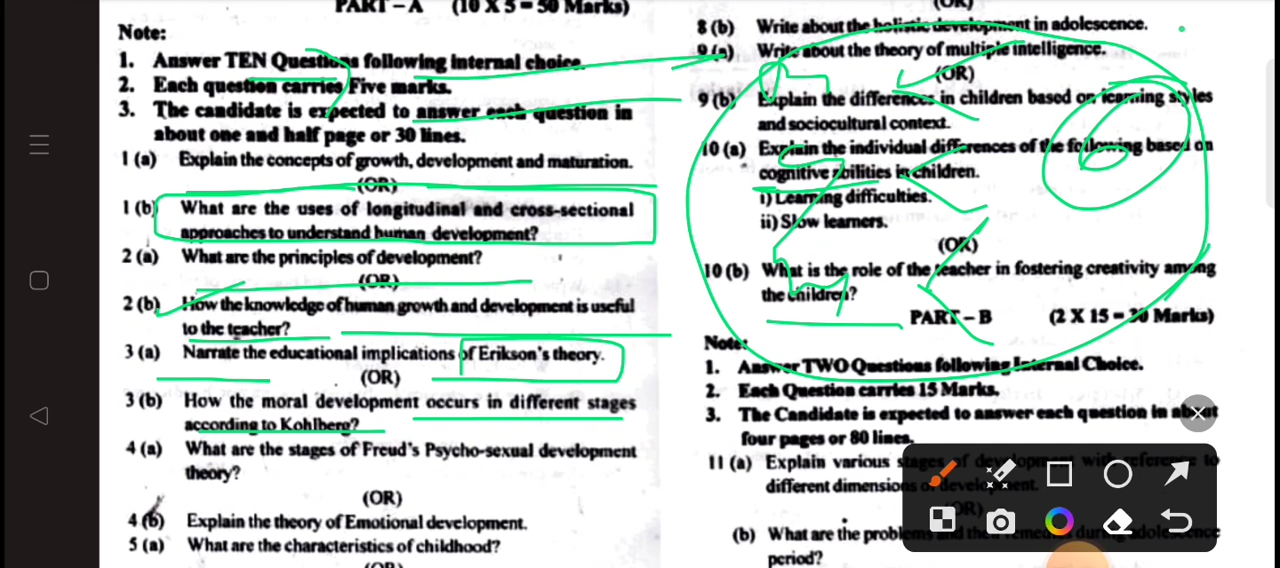 PART-A (10 X 5 = 50 Marks)
Note:
1. Answer TEN Questions following internal choice.
2. Each question carries Five marks.
3. The candidate is expected to answer each question in
about one and half page or 30 lines.
1 (a) Explain the concepts of growth, development and maturation.
(OR)
1 (b) What are the uses of longitudinal and cross-sectional
approaches to understand human development?
2 (a) What are the principles of development?
(OR)
2 (b) How the knowledge of human growth and development is useful
to the teacher?
3 (a) Narrate the educational implications of Erikson's theory.
(OR)
3 (b) How the moral development occurs in different stages
according to Kohlberg?
4 (a) What are the stages of Freud's Psycho-sexual development
theory?
(OR)
4 (b) Explain the theory of Emotional development.
5 (a) What are the characteristics of childhood?
(OR)
(OR)
8 (b) Write about the holistic development in adolescence.
9 (a) Write about the theory of multiple intelligence.
(OR)
9 (b) Explain the differences in children based on learning styles
and sociocultural context.
10 (a) Explain the individual differences of the following based on
cognitive abilities in children.
i) Learning difficulties.
ii) Slow learners.
(OR)
10 (b) What is the role of the teacher in fostering creativity among
the children?
PART-B (2 X 15 = 30 Marks)
Note:
1. Answer TWO Questions following Internal Choice.
2. Each Question carries 15 Marks.
3. The Candidate is expected to answer each question in about
four pages or 80 lines.
11 (a) Explain various stages of development with reference to
different dimensions of development.
(OR)
(b) What are the problems and their remedies during adolescence
period?